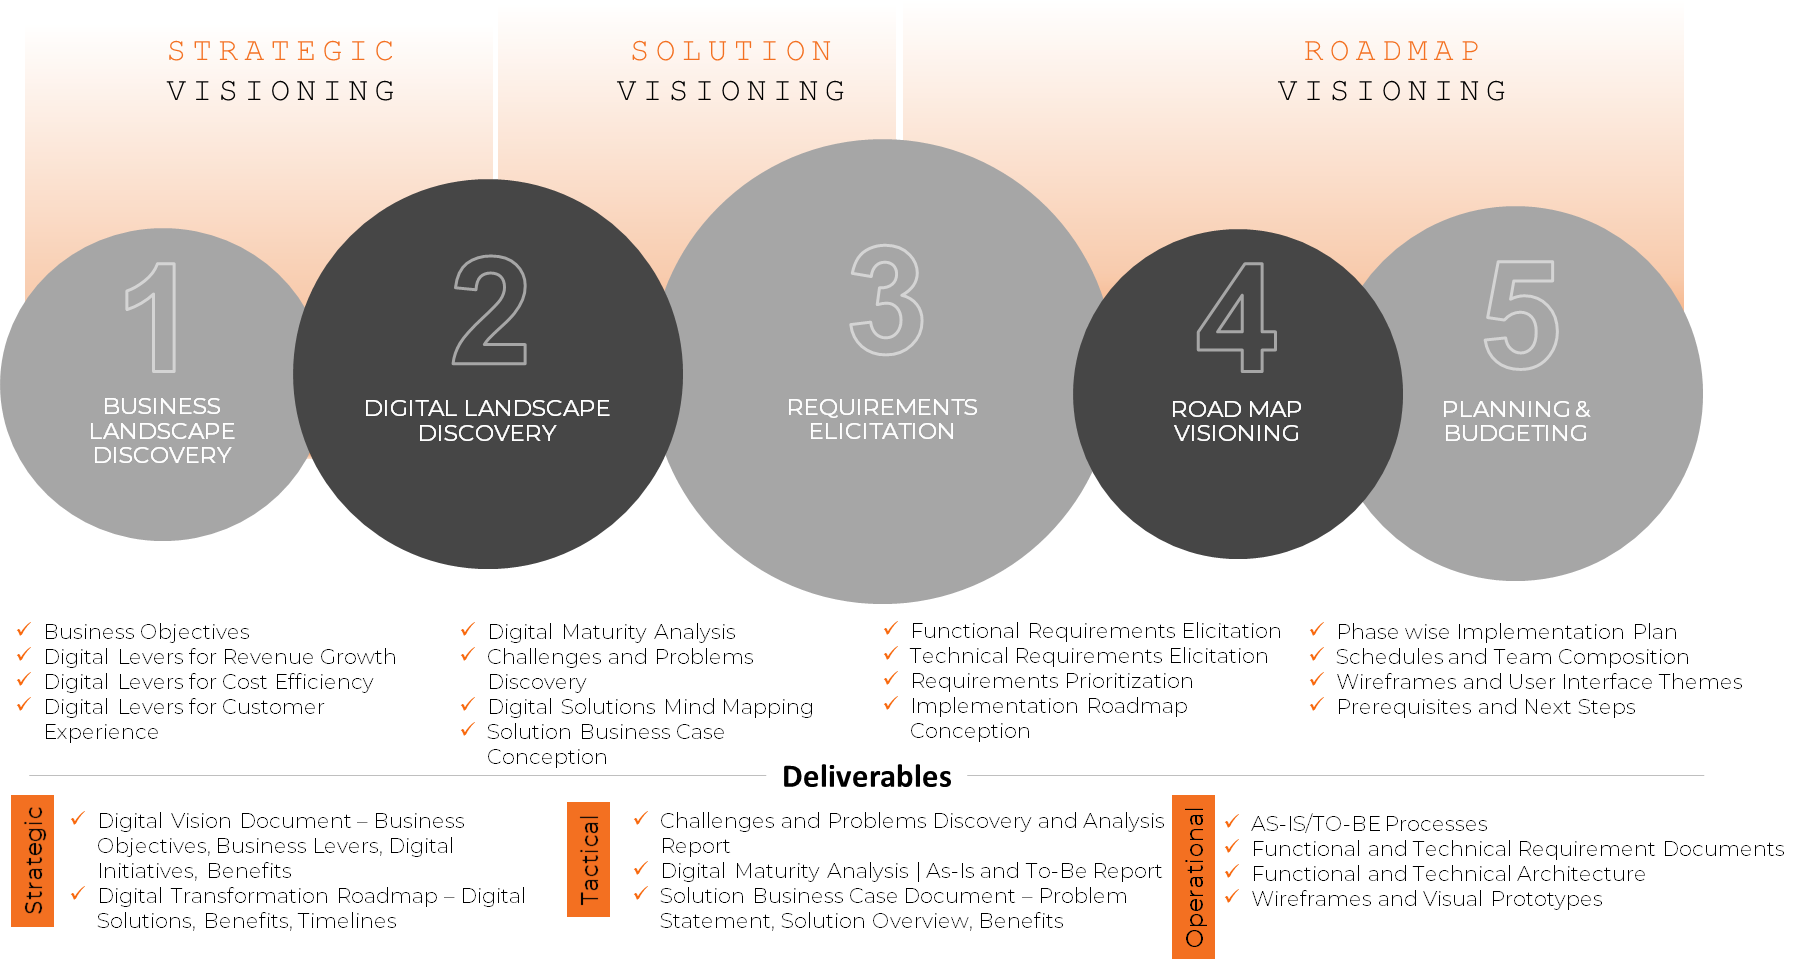 STRATEGIC
VISIONING
SOLUTION
VISIONING
ROADMAP
VISIONING
1
BUSINESS
LANDSCAPE
DISCOVERY
2
DIGITAL LANDSCAPE
DISCOVERY
3
REQUIREMENTS
ELICITATION
4
ROAD MAP
VISIONING
5
PLANNING &
BUDGETING
Business Objectives
Digital Levers for Revenue Growth
Digital Levers for Cost Efficiency
Digital Levers for Customer
Experience
Digital Maturity Analysis
Challenges and Problems
Discovery
Digital Solutions Mind Mapping
Solution Business Case
Conception
Functional Requirements Elicitation
Technical Requirements Elicitation
Requirements Prioritization
Implementation Roadmap
Conception
Phase wise Implementation Plan
Schedules and Team Composition
Wireframes and User Interface Themes
Prerequisites and Next Steps
Deliverables
Strategic
Digital Vision Document – Business
Objectives, Business Levers, Digital
Initiatives, Benefits
Digital Transformation Roadmap – Digital
Solutions, Benefits, Timelines
Tactical
Challenges and Problems Discovery and Analysis
Report
Digital Maturity Analysis | As-Is and To-Be Report
Solution Business Case Document – Problem
Statement, Solution Overview, Benefits
Operational
AS-IS/TO-BE Processes
Functional and Technical Requirement Documents
Functional and Technical Architecture
Wireframes and Visual Prototypes